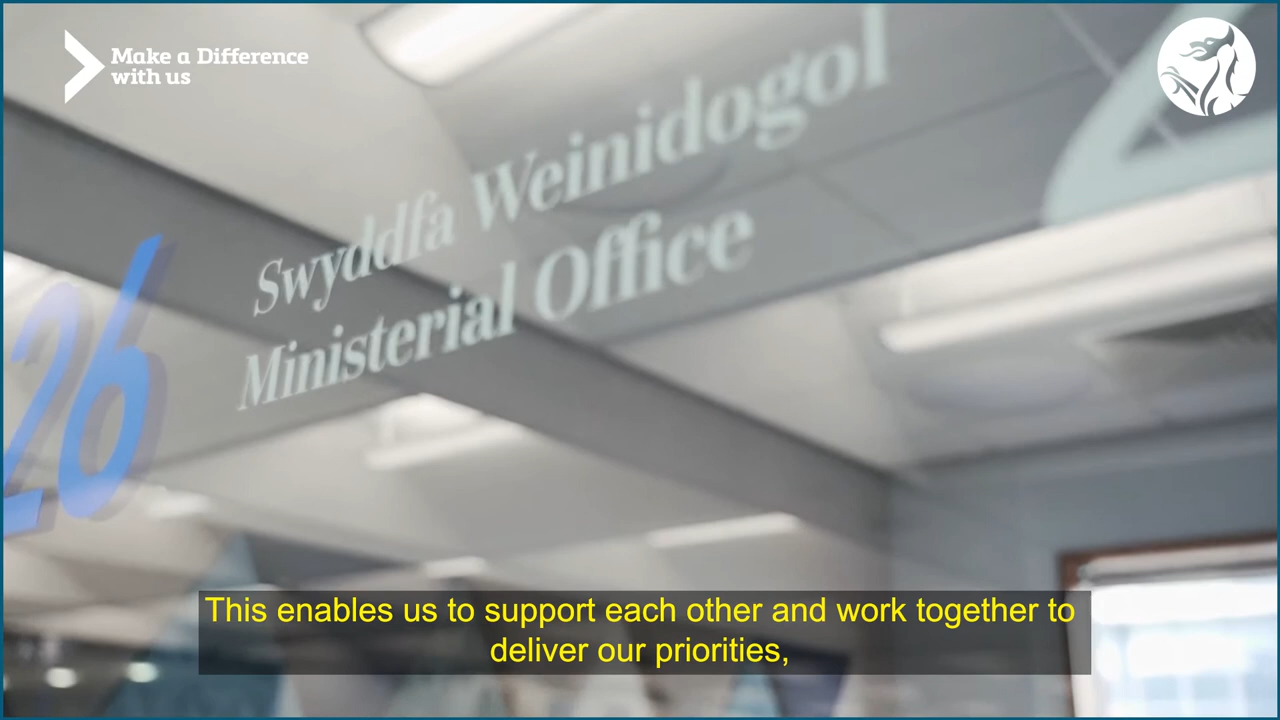 Make a Difference
with us
Swyddfa Weinidogol
Ministerial Office
26
This enables us to support each other and work together to
deliver our priorities,